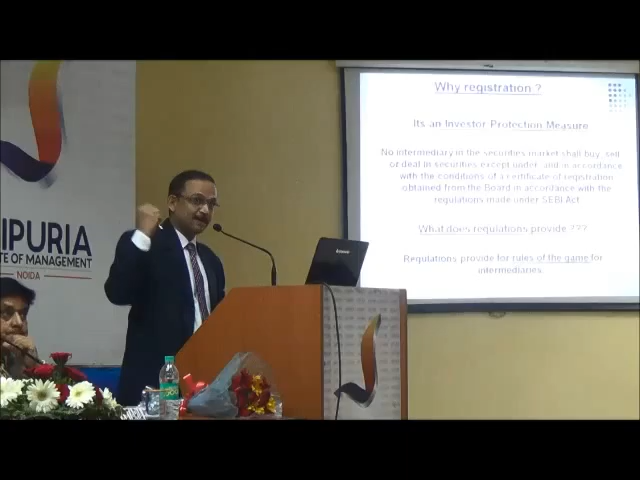 Why registration.?
Its an Investor Protection Measure
No intermediary in the securities market shall buy, sell
or deal in securities except under, and in accordance
with the conditions of a certificate of registration
obtained from the Board in accordance with the
regulations made under SEBI Act.
What does regulations provide ???
Regulations provide for rules of the game for
intermediaries.
IPURIA
TE OF MANAGEMENT
NOIDA
lenovo